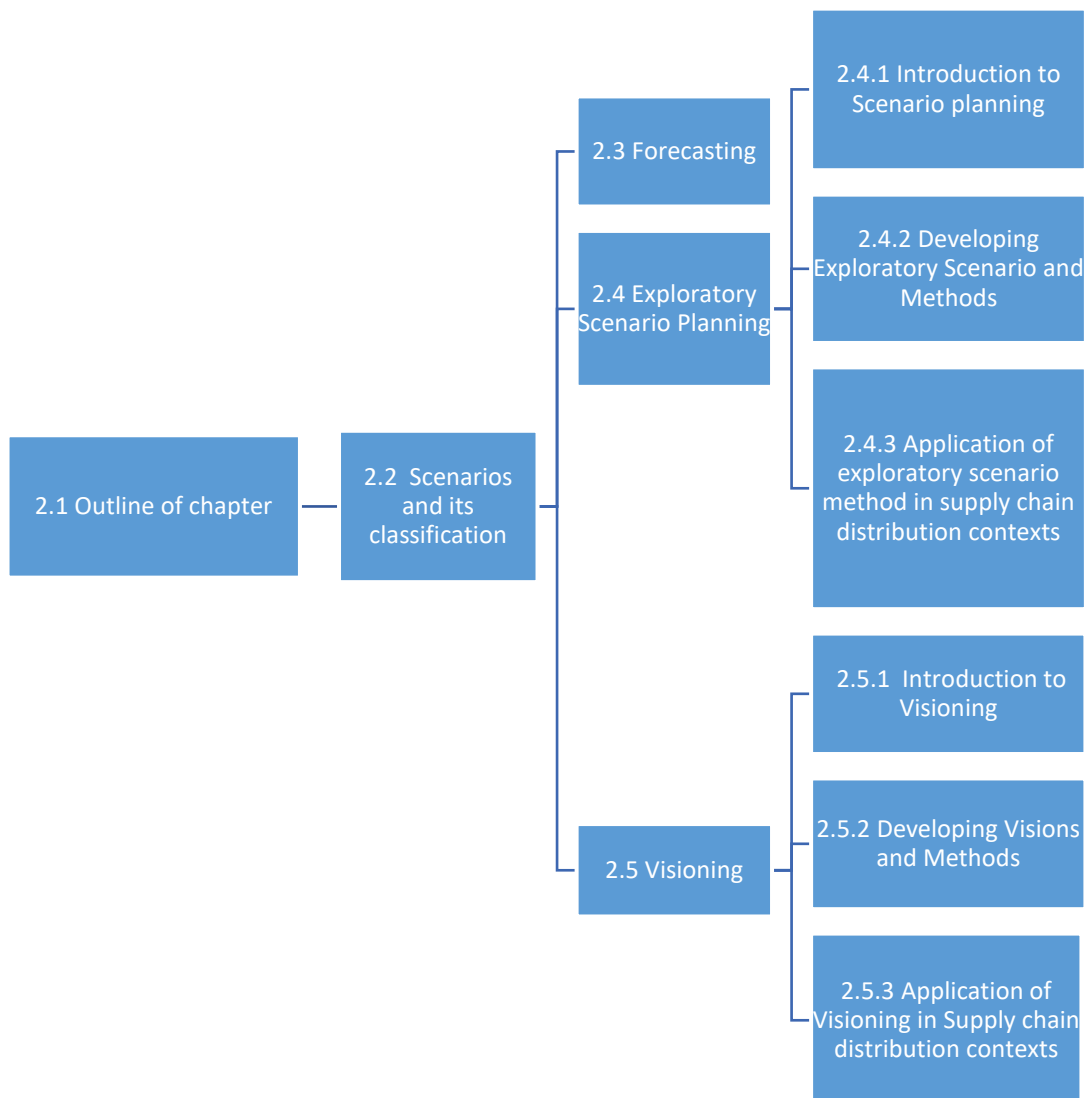 2.1 Outline of chapter
2.2  Scenarios
and its
classification
2.3 Forecasting
2.4 Exploratory
Scenario Planning
2.4.1 Introduction to
Scenario planning
2.4.2 Developing
Exploratory Scenario and
Methods
2.4.3 Application of
exploratory scenario
method in supply chain
distribution contexts
2.5 Visioning
2.5.1  Introduction to
Visioning
2.5.2 Developing Visions
and Methods
2.5.3 Application of
Visioning in Supply chain
distribution contexts